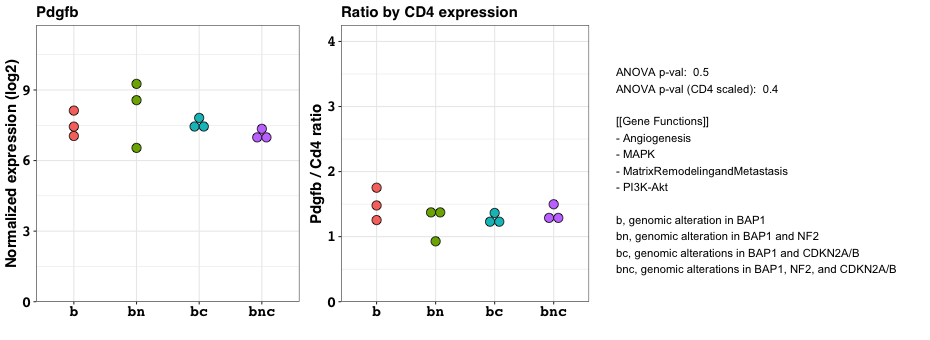 Pdgfb
Normalized expression (log2)
9
6
3
0
b bn bc bnc
Ratio by CD4 expression
Pdgfb / Cd4 ratio
4
3
2
1
0
b bn bc bnc
ANOVA p-val: 0.5
ANOVA p-val (CD4 scaled): 0.4
[[Gene Functions]]
- Angiogenesis
- MAPK
- MatrixRemodelingandMetastasis
- PI3K-Akt
b, genomic alteration in BAP1
bn, genomic alteration in BAP1 and NF2
bc, genomic alterations in BAP1 and CDKN2A/B
bnc, genomic alterations in BAP1, NF2, and CDKN2A/B